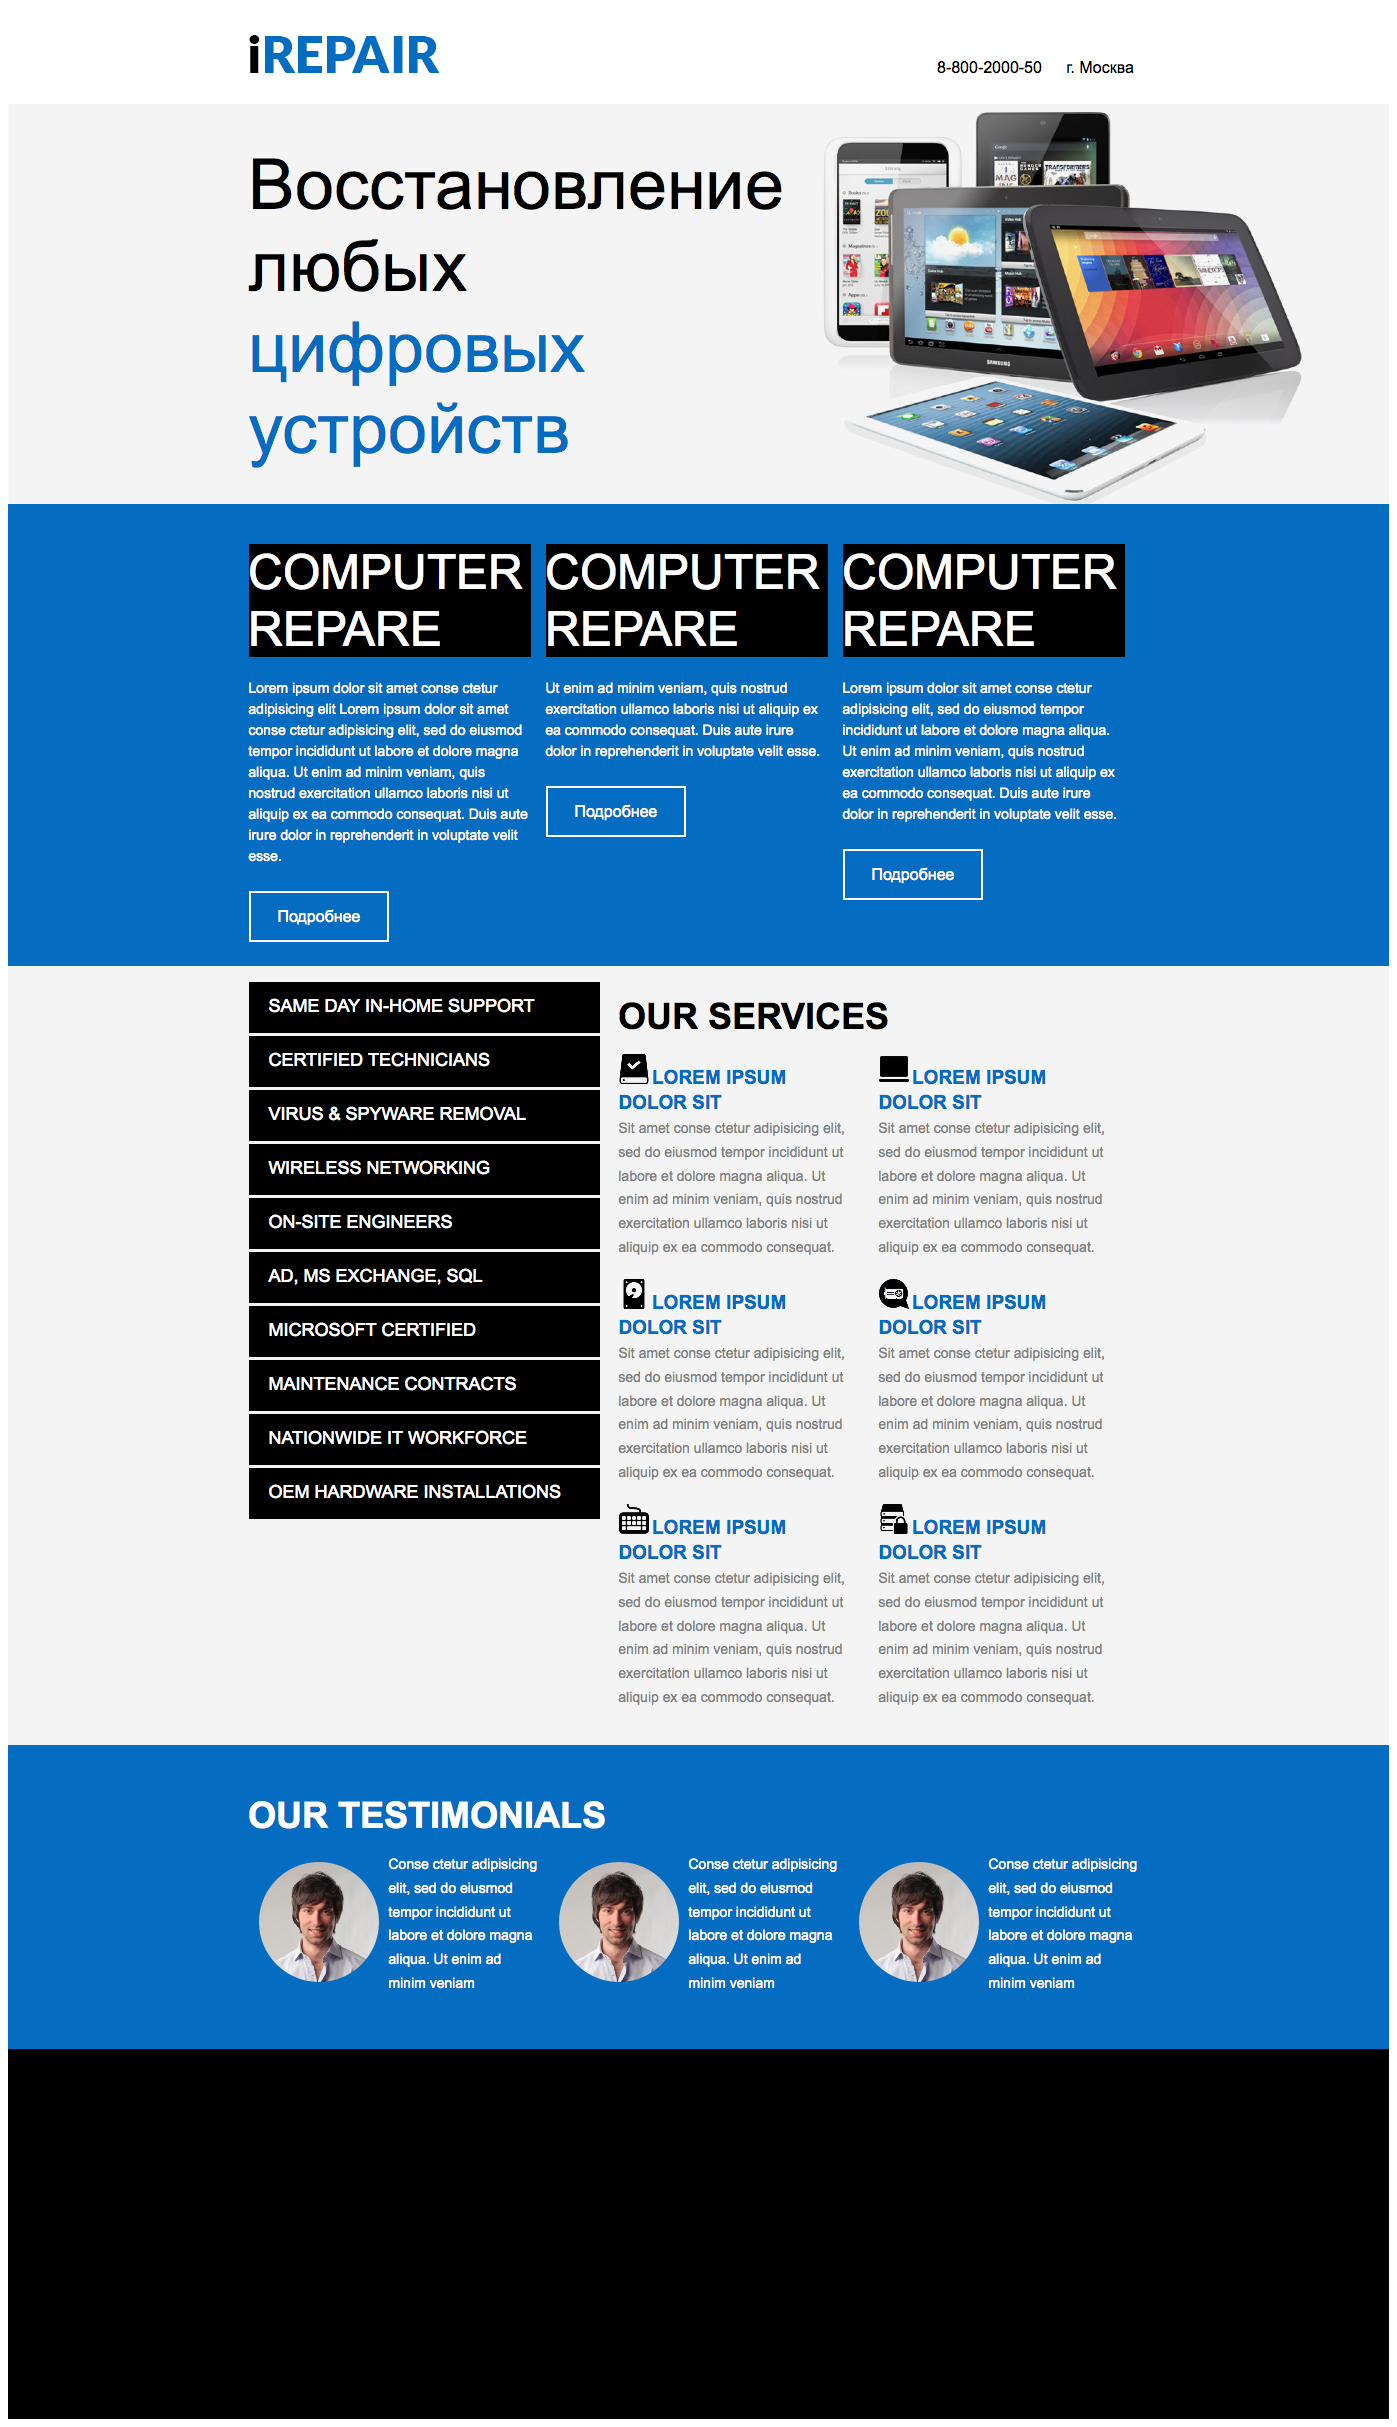 iREPAIR
8-800-2000-50 г. Москва
Восстановление
любых
цифровых
устройств
SAMSUNG
COMPUTER
REPARE
Lorem ipsum dolor sit amet conse ctetur
adipisicing elit Lorem ipsum dolor sit amet
conse ctetur adipisicing elit, sed do eiusmod
tempor incididunt ut labore et dolore magna
aliqua. Ut enim ad minim veniam, quis
nostrud exercitation ullamco laboris nisi ut
aliquip ex ea commodo consequat. Duis aute
irure dolor in reprehenderit in voluptate velit
esse.
Подробнее
COMPUTER
REPARE
Ut enim ad minim veniam, quis nostrud
exercitation ullamco laboris nisi ut aliquip ex
ea commodo consequat. Duis aute irure
dolor in reprehenderit in voluptate velit esse.
Подробнее
COMPUTER
REPARE
Lorem ipsum dolor sit amet conse ctetur
adipisicing elit, sed do eiusmod tempor
incididunt ut labore et dolore magna aliqua.
Ut enim ad minim veniam, quis nostrud
exercitation ullamco laboris nisi ut aliquip ex
ea commodo consequat. Duis aute irure
dolor in reprehenderit in voluptate velit esse.
Подробнее
SAME DAY IN-HOME SUPPORT
CERTIFIED TECHNICIANS
VIRUS & SPYWARE REMOVAL
WIRELESS NETWORKING
ON-SITE ENGINEERS
AD, MS EXCHANGE, SQL
MICROSOFT CERTIFIED
MAINTENANCE CONTRACTS
NATIONWIDE IT WORKFORCE
OEM HARDWARE INSTALLATIONS
OUR SERVICES
LOREM IPSUM
DOLOR SIT
Sit amet conse ctetur adipisicing elit,
sed do eiusmod tempor incididunt ut
labore et dolore magna aliqua. Ut
enim ad minim veniam, quis nostrud
exercitation ullamco laboris nisi ut
aliquip ex ea commodo consequat.
LOREM IPSUM
DOLOR SIT
Sit amet conse ctetur adipisicing elit,
sed do eiusmod tempor incididunt ut
labore et dolore magna aliqua. Ut
enim ad minim veniam, quis nostrud
exercitation ullamco laboris nisi ut
aliquip ex ea commodo consequat.
LOREM IPSUM
DOLOR SIT
Sit amet conse ctetur adipisicing elit,
sed do eiusmod tempor incididunt ut
labore et dolore magna aliqua. Ut
enim ad minim veniam, quis nostrud
exercitation ullamco laboris nisi ut
aliquip ex ea commodo consequat.
LOREM IPSUM
DOLOR SIT
Sit amet conse ctetur adipisicing elit,
sed do eiusmod tempor incididunt ut
labore et dolore magna aliqua. Ut
enim ad minim veniam, quis nostrud
exercitation ullamco laboris nisi ut
aliquip ex ea commodo consequat.
LOREM IPSUM
DOLOR SIT
Sit amet conse ctetur adipisicing elit,
sed do eiusmod tempor incididunt ut
labore et dolore magna aliqua. Ut
enim ad minim veniam, quis nostrud
exercitation ullamco laboris nisi ut
aliquip ex ea commodo consequat.
LOREM IPSUM
DOLOR SIT
Sit amet conse ctetur adipisicing elit,
sed do eiusmod tempor incididunt ut
labore et dolore magna aliqua. Ut
enim ad minim veniam, quis nostrud
exercitation ullamco laboris nisi ut
aliquip ex ea commodo consequat.
OUR TESTIMONIALS
Conse ctetur adipisicing
elit, sed do eiusmod
tempor incididunt ut
labore et dolore magna
aliqua. Ut enim ad
minim veniam
Conse ctetur adipisicing
elit, sed do eiusmod
tempor incididunt ut
labore et dolore magna
aliqua. Ut enim ad
minim veniam
Conse ctetur adipisicing
elit, sed do eiusmod
tempor incididunt ut
labore et dolore magna
aliqua. Ut enim ad
minim veniam